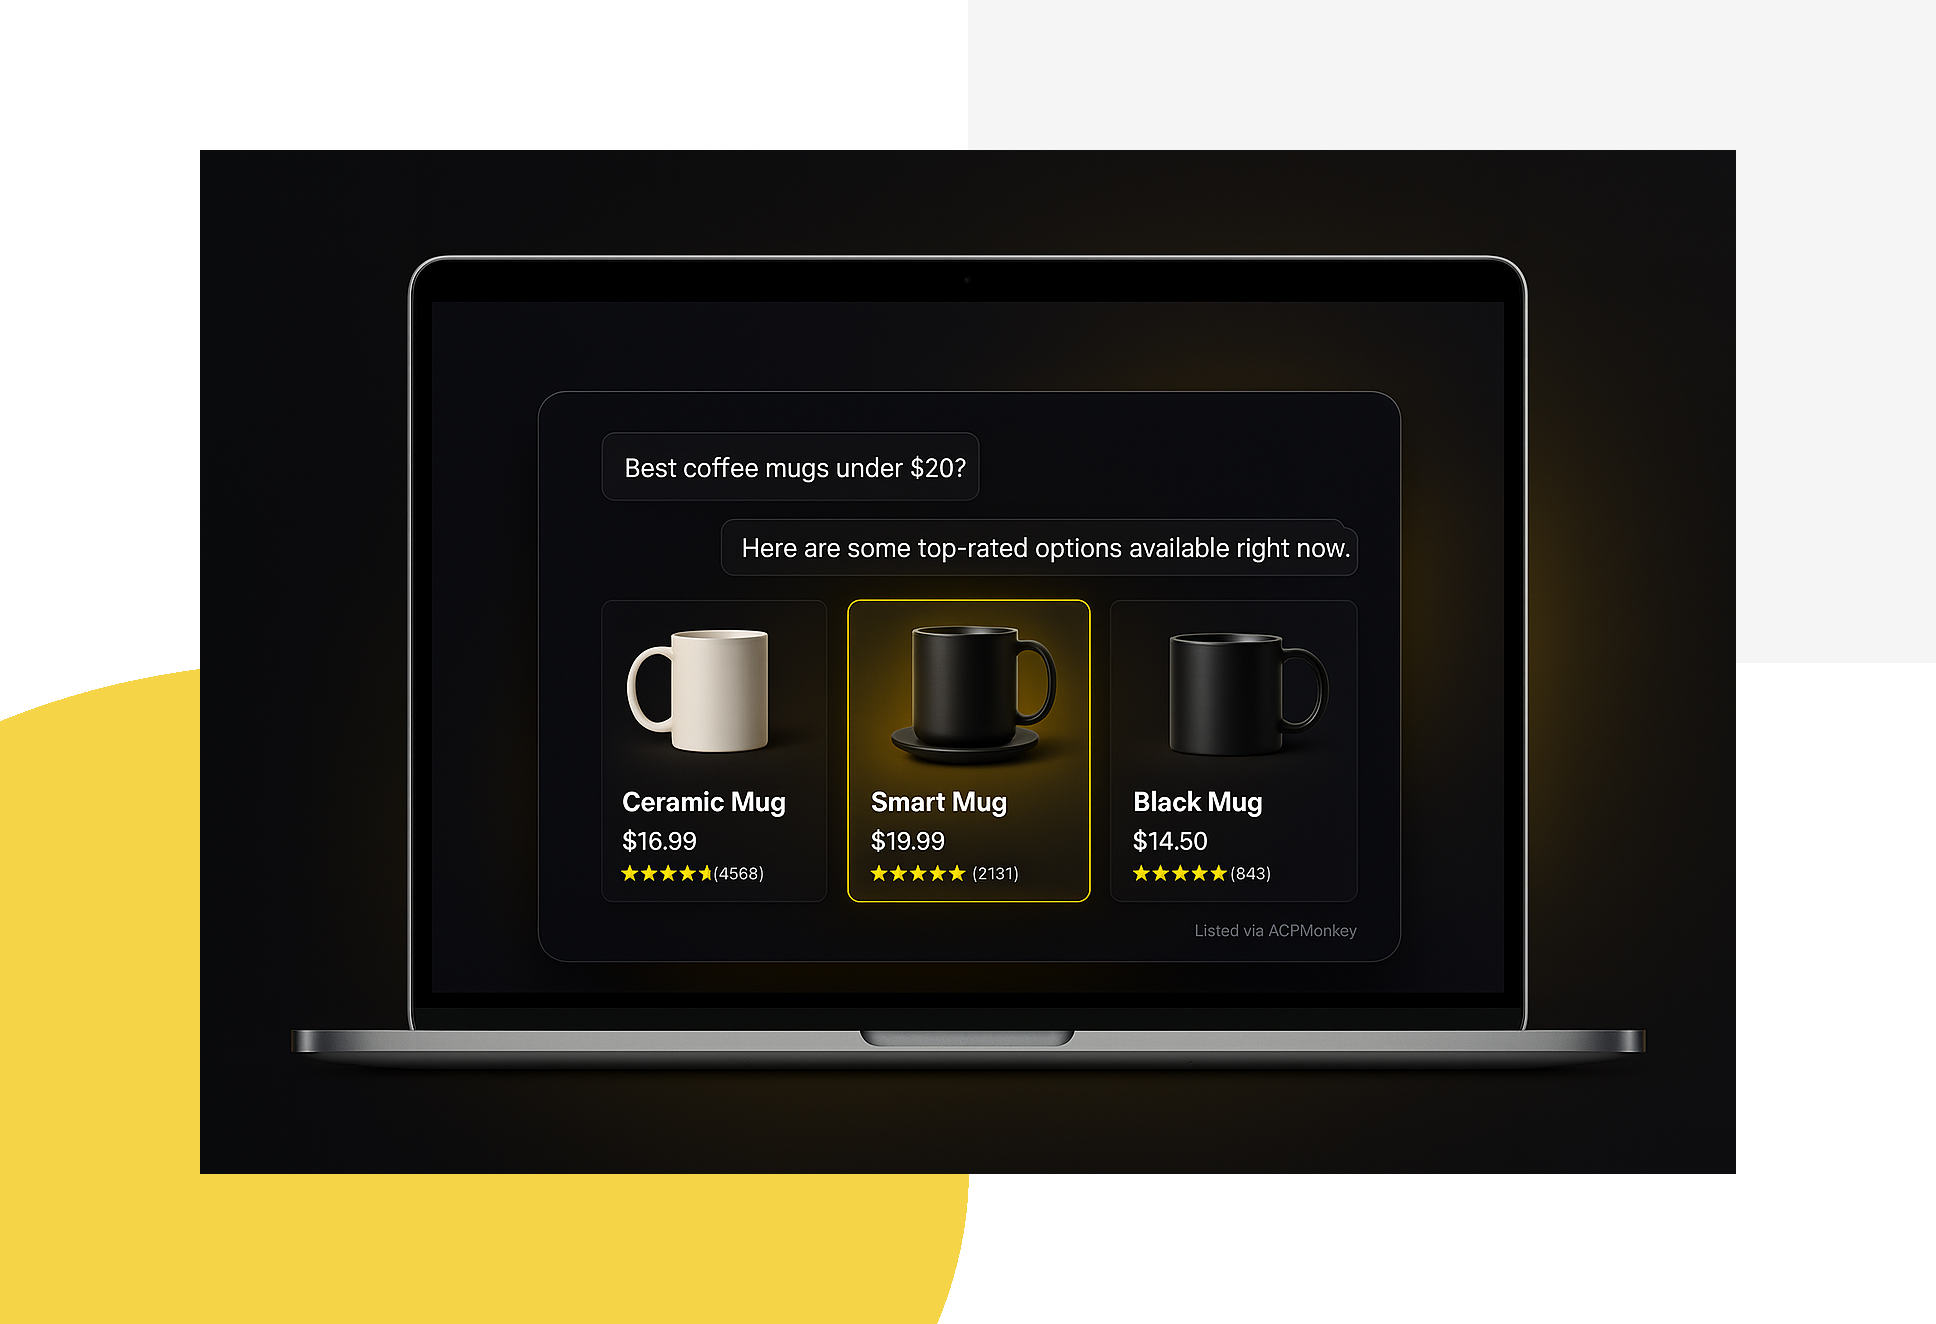 Best coffee mugs under $20?
Here are some top-rated options available right now.
Ceramic Mug
$16.99
(4568)
Smart Mug
$19.99
(2131)
Black Mug
$14.50
(843)
Listed via ACPMonkey